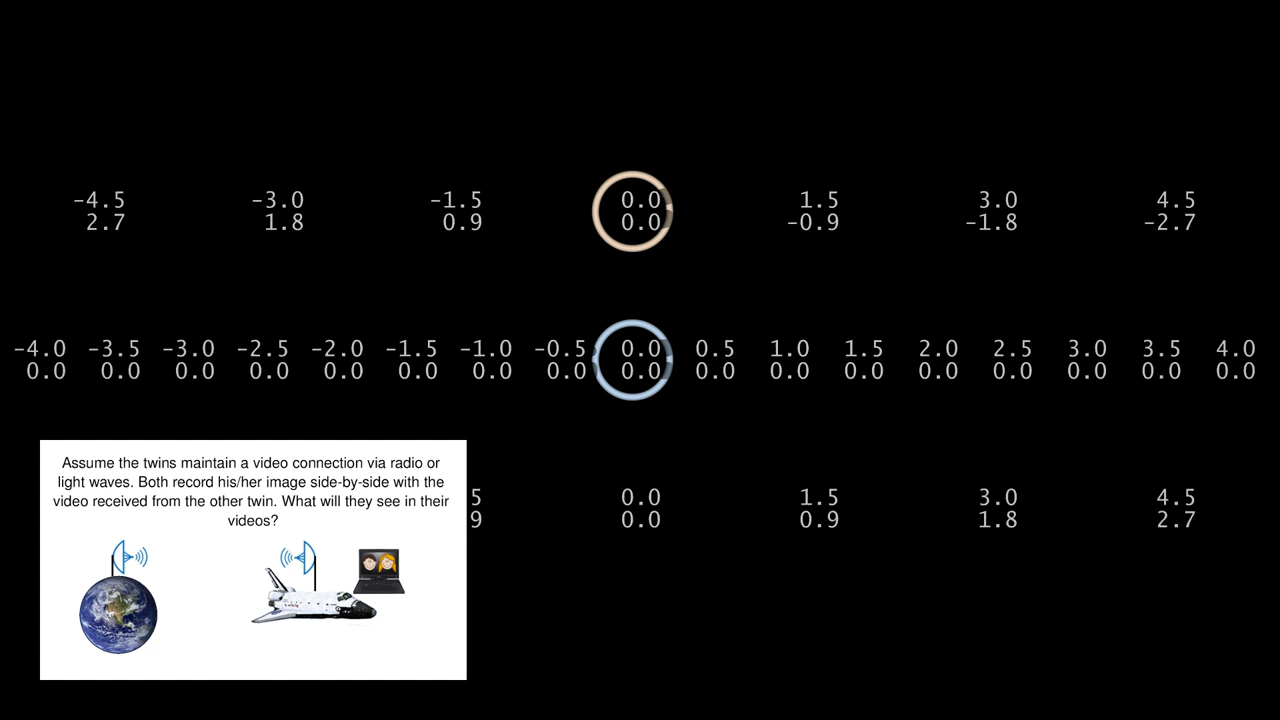 -4.5 -3.0 -1.5 0.0 1.5 3.0 4.5
2.7 1.8 0.9 0.0 -0.9 -1.8 -2.7
-4.0 -3.5 -3.0 -2.5 -2.0 -1.5 -1.0 -0.5 0.0 0.5 1.0 1.5 2.0 2.5 3.0 3.5 4.0
0.0 0.0 0.0 0.0 0.0 0.0 0.0 0.0 0.0 0.0 0.0 0.0 0.0 0.0 0.0 0.0 0.0
Assume the twins maintain a video connection via radio or
light waves. Both record his/her image side-by-side with the
video received from the other twin. What will they see in their
videos?
5 0.0 1.5 3.0 4.5
9 0.0 0.9 1.8 2.7